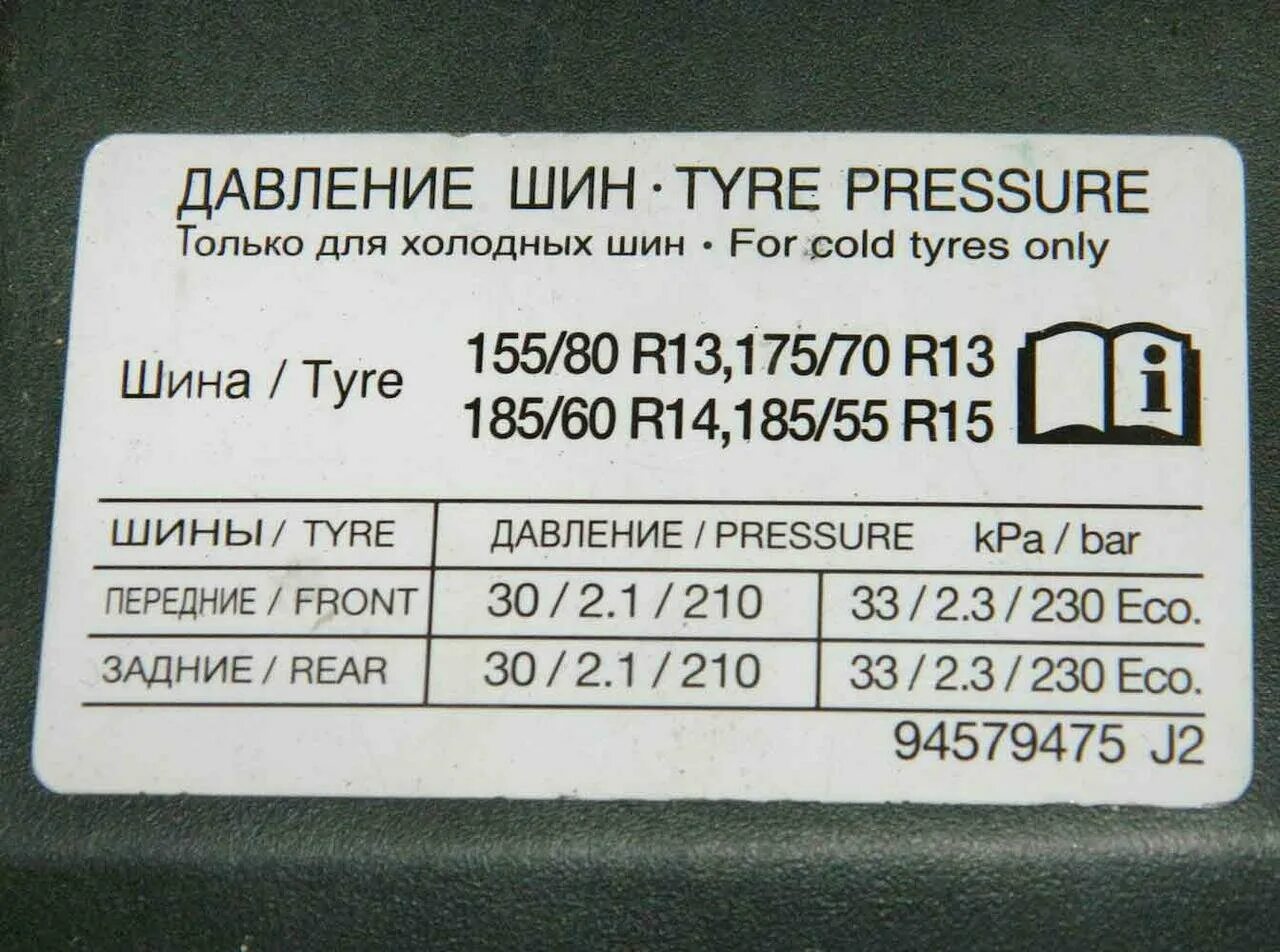 ДАВЛЕНИЕ ШИН · TYRE PRESSURE
Только для холодных шин · For cold tyres only
Шина / Tyre
155/80 R13,175/70 R13
185/60 R14,185/55 R15
i
ШИНЫ / TYRE ДАВЛЕНИЕ / PRESSURE kPa / bar
ПЕРЕДНИЕ / FRONT 30 / 2.1 / 210 33 / 2.3 / 230 Eco.
ЗАДНИЕ / REAR 30 / 2.1 / 210 33 / 2.3 / 230 Eco.
94579475 J2